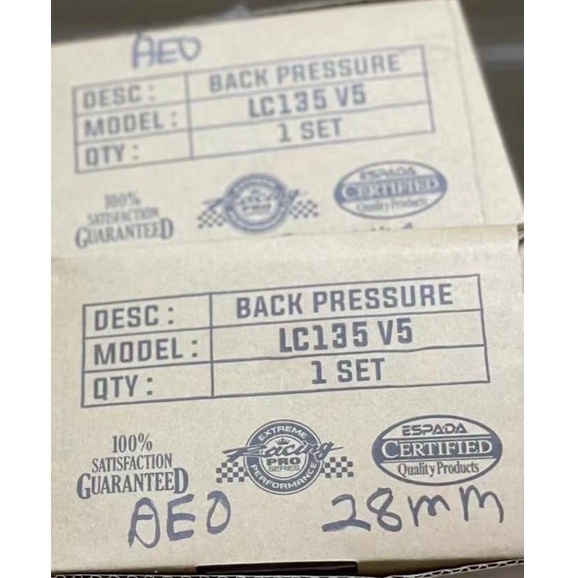 AEO
DESC : BACK PRESSURE
MODEL : LC135 V5
QTY : 1 SET
100%
SATISFACTION
GUARANTEED
RACING
PRO
ESPADA
CERTIFIED
Quality Products
DESC : BACK PRESSURE
MODEL : LC135 V5
QTY : 1 SET
100%
SATISFACTION
GUARANTEED
EXTREME
Racing
PRO
SERIES
PERFORMANCE
ESPADA
CERTIFIED
Quality Products
AEO 28mm